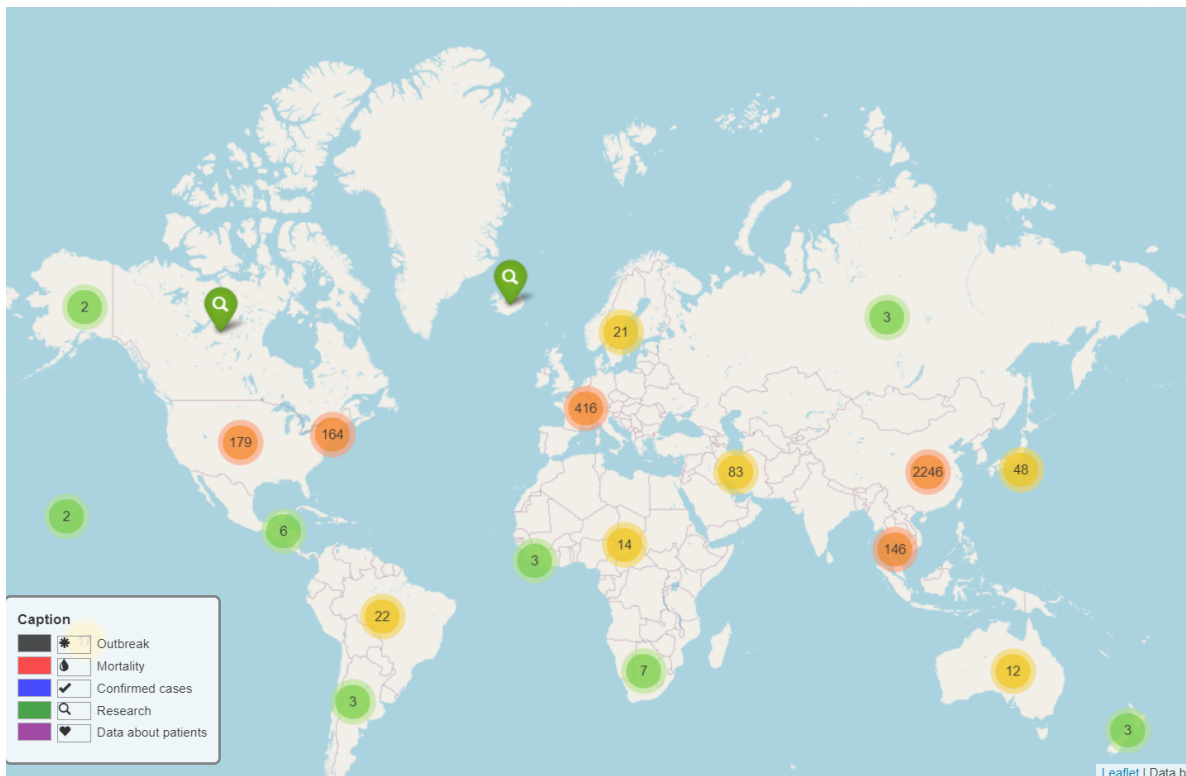 2
3
21
416
179
164
83
2246
48
2
6
3
14
146
22
7
12
3
3
Caption
Outbreak
Mortality
Confirmed cases
Research
Data about patients
Leaflet | Data b